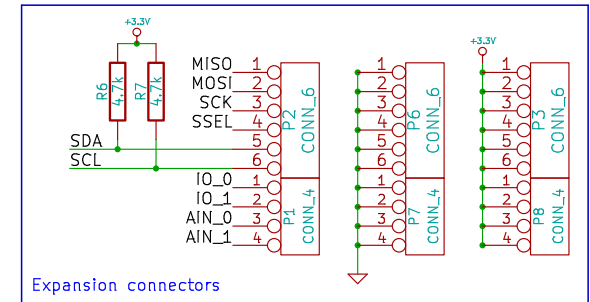 +3.3V
+3.3V
R6
4.7k
R7
4.7k
MISO 1
MOSI 2
SCK 3
SSEL 4
SDA 5
SCL 6
P2
CONN_6
IO_0 1
IO_1 2
AIN_0 3
AIN_1 4
P1
CONN_4
1
2
3
4
5
6
P6
CONN_6
1
2
3
4
P7
CONN_4
1
2
3
4
5
6
P3
CONN_6
1
2
3
4
P8
CONN_4
Expansion connectors